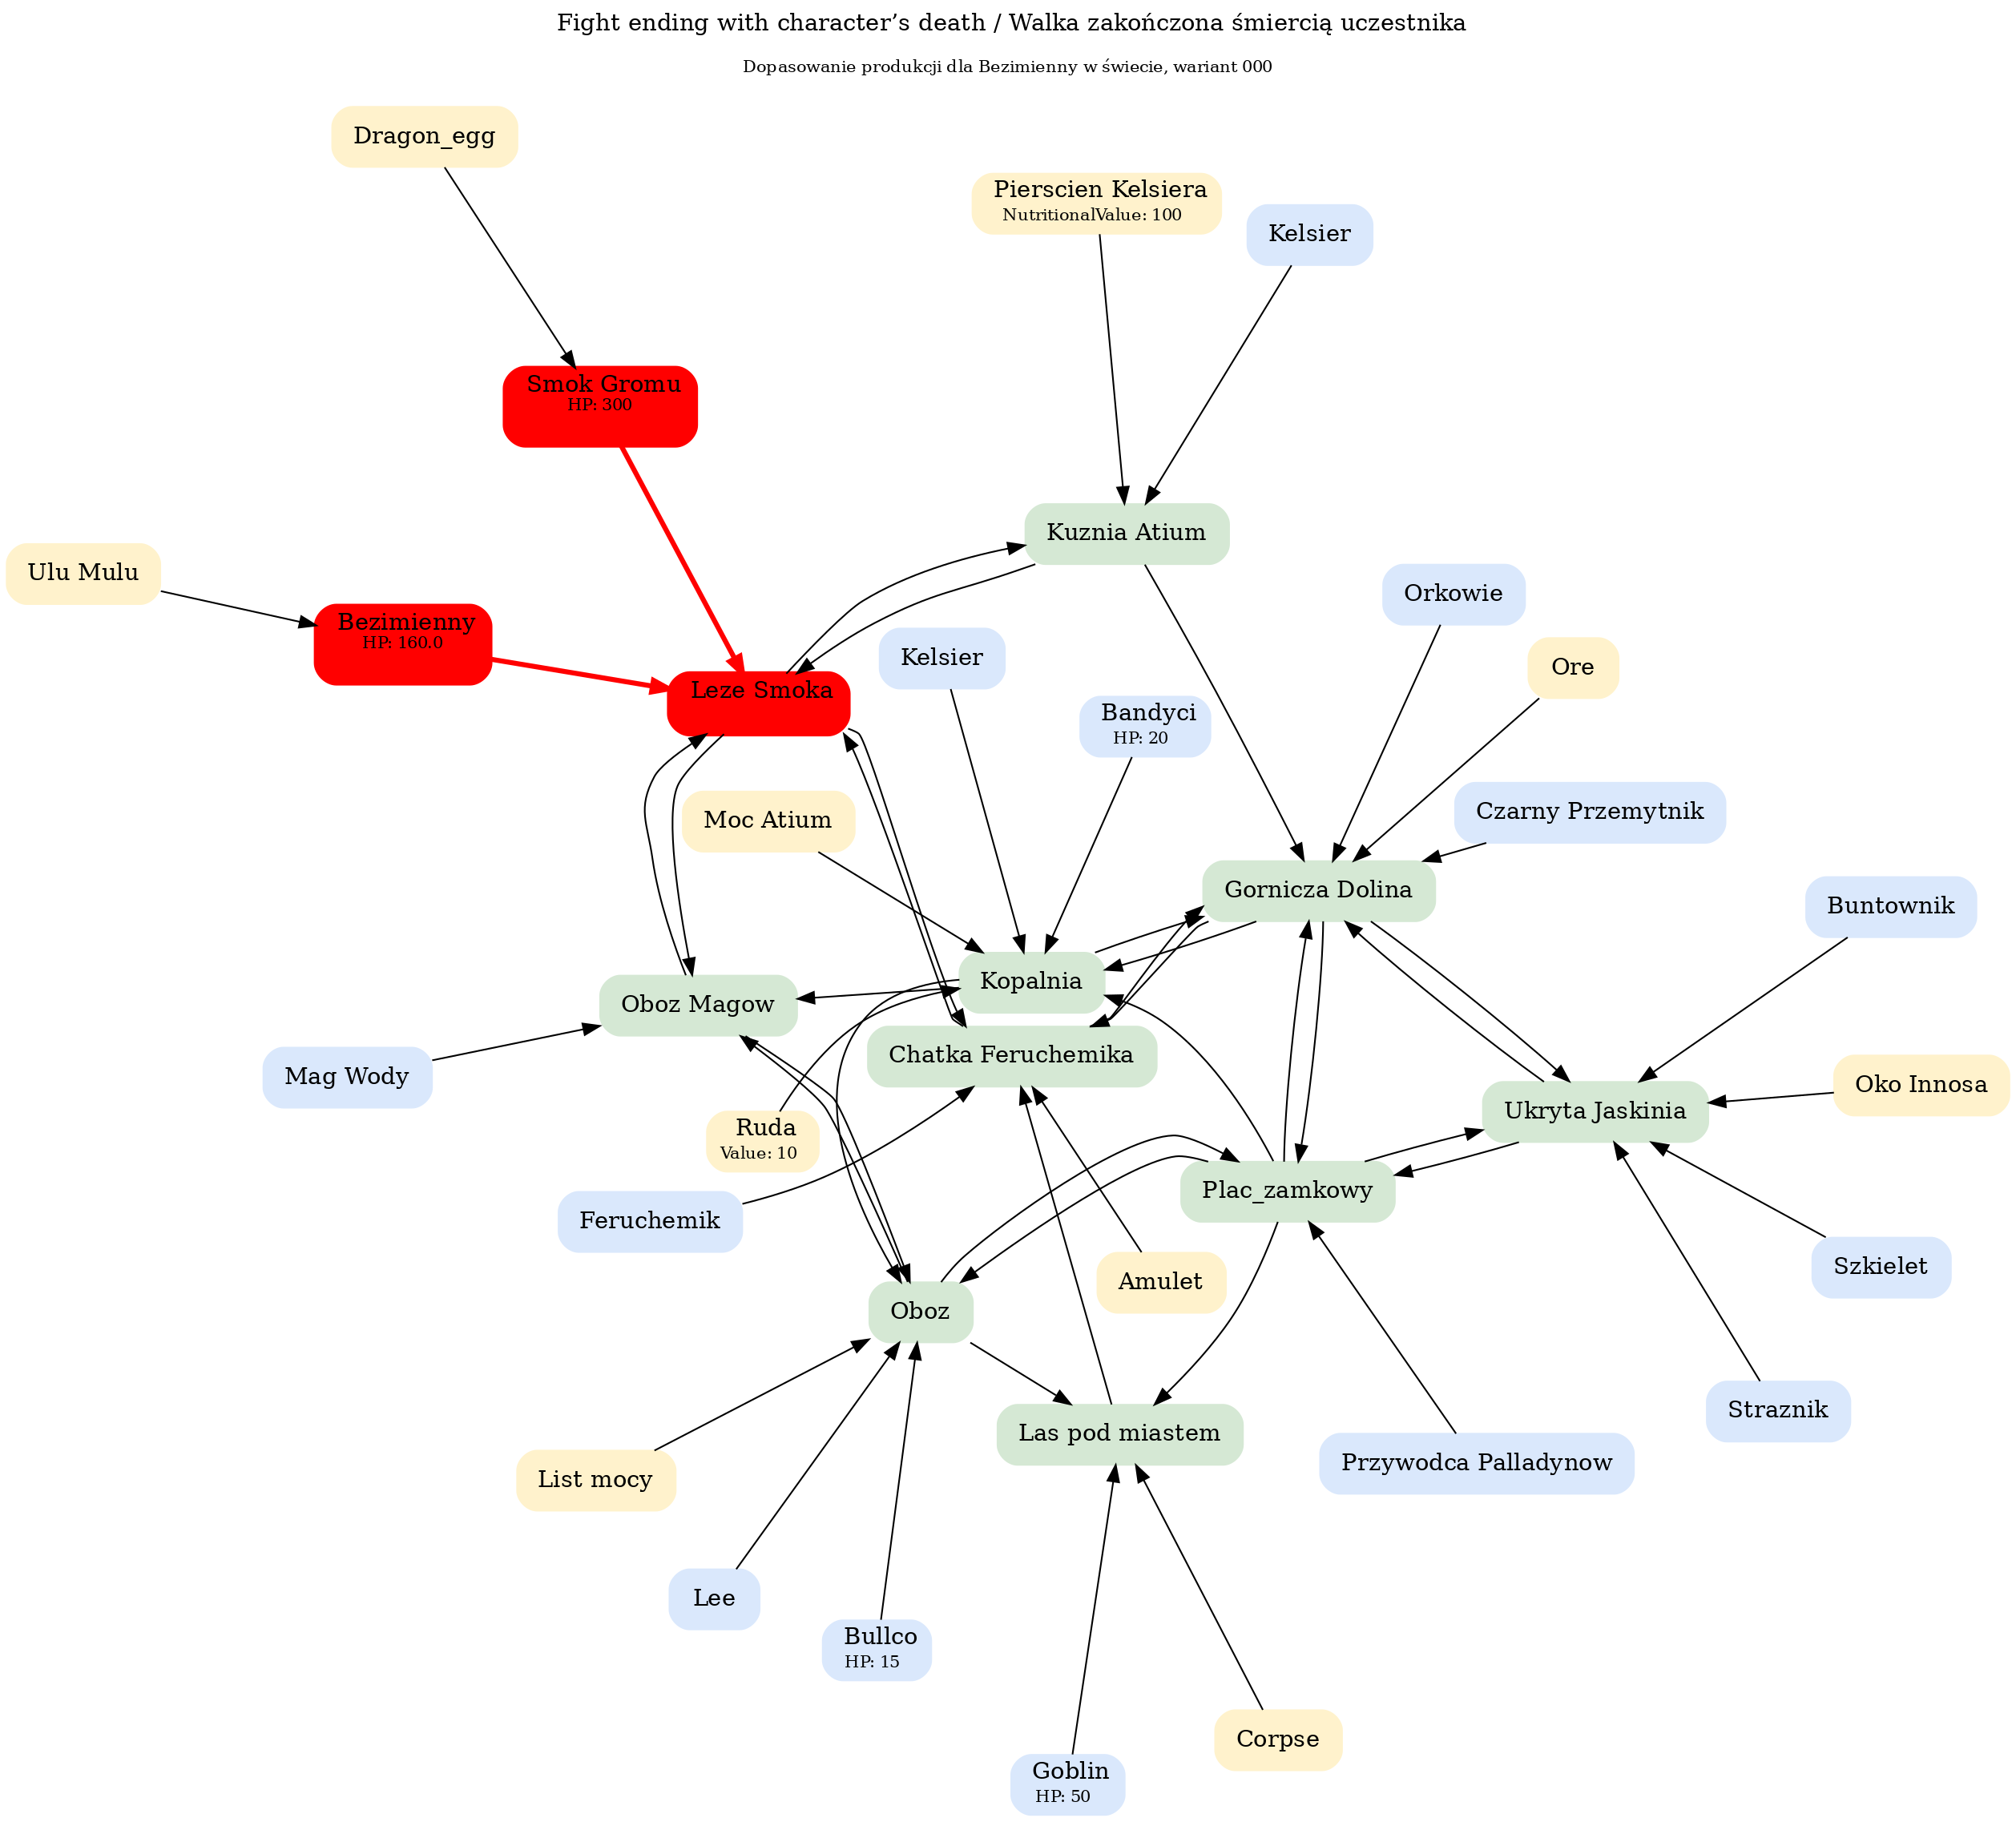 Fight ending with character’s death / Walka zakończona śmiercią uczestnika
Dopasowanie produkcji dla Bezimienny w świecie, wariant 000
Dragon_egg
Pierscien Kelsiera
NutritionalValue: 100
Kelsier
Smok Gromu
HP: 300
Kuznia Atium
Ulu Mulu
Bezimienny
HP: 160.0
Orkowie
Kelsier
Ore
Leze Smoka
Bandyci
HP: 20
Moc Atium
Czarny Przemytnik
Gornicza Dolina
Buntownik
Kopalnia
Oboz Magow
Chatka Feruchemika
Mag Wody
Oko Innosa
Ukryta Jaskinia
Ruda
Value: 10
Plac_zamkowy
Feruchemik
Szkielet
Amulet
Oboz
Straznik
Las pod miastem
Przywodca Palladynow
List mocy
Lee
Bullco
HP: 15
Corpse
Goblin
HP: 50